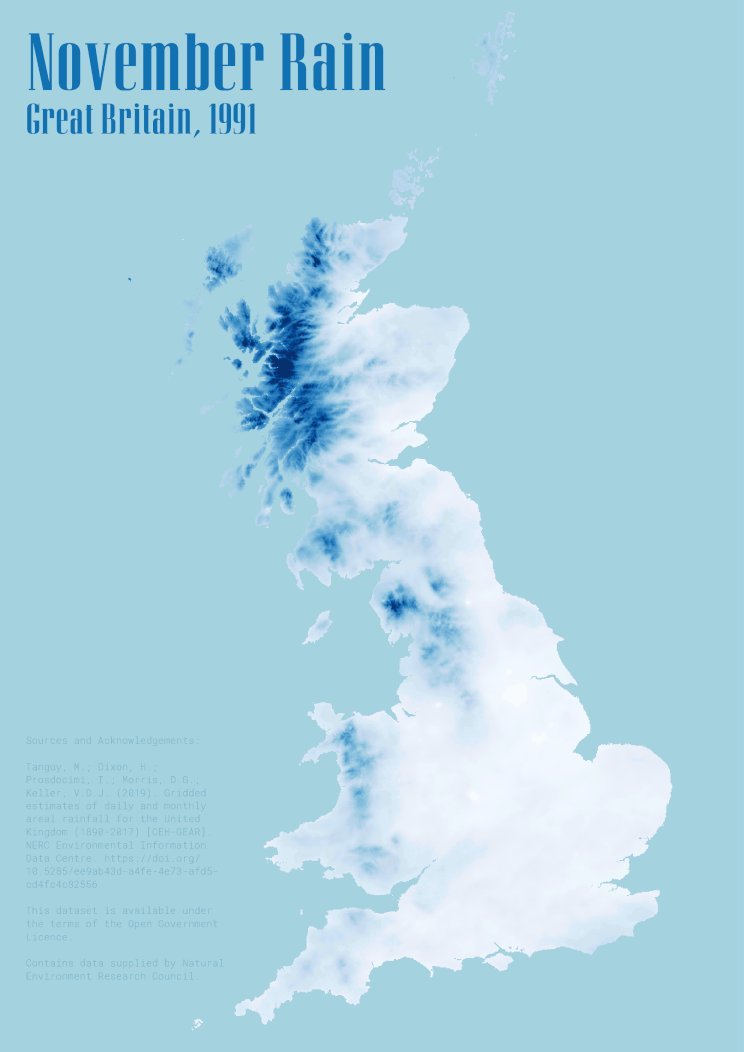 November Rain
Great Britain, 1991
Sources and Acknowledgements:
Tanguy, M.; Dixon, H.;
Prosdocimi, I.; Morris, D.G.;
Keller, V.D.J. (2019). Gridded
estimates of daily and monthly
areal rainfall for the United
Kingdom (1890-2017) [CEH-GEAR].
NERC Environmental Information
Data Centre. https://doi.org/
10.5285/ee9ab43d-a4fe-4e73-afd5-
cd4fc4c82556
This dataset is available under
the terms of the Open Government
Licence.
Contains data supplied by Natural
Environment Research Council.